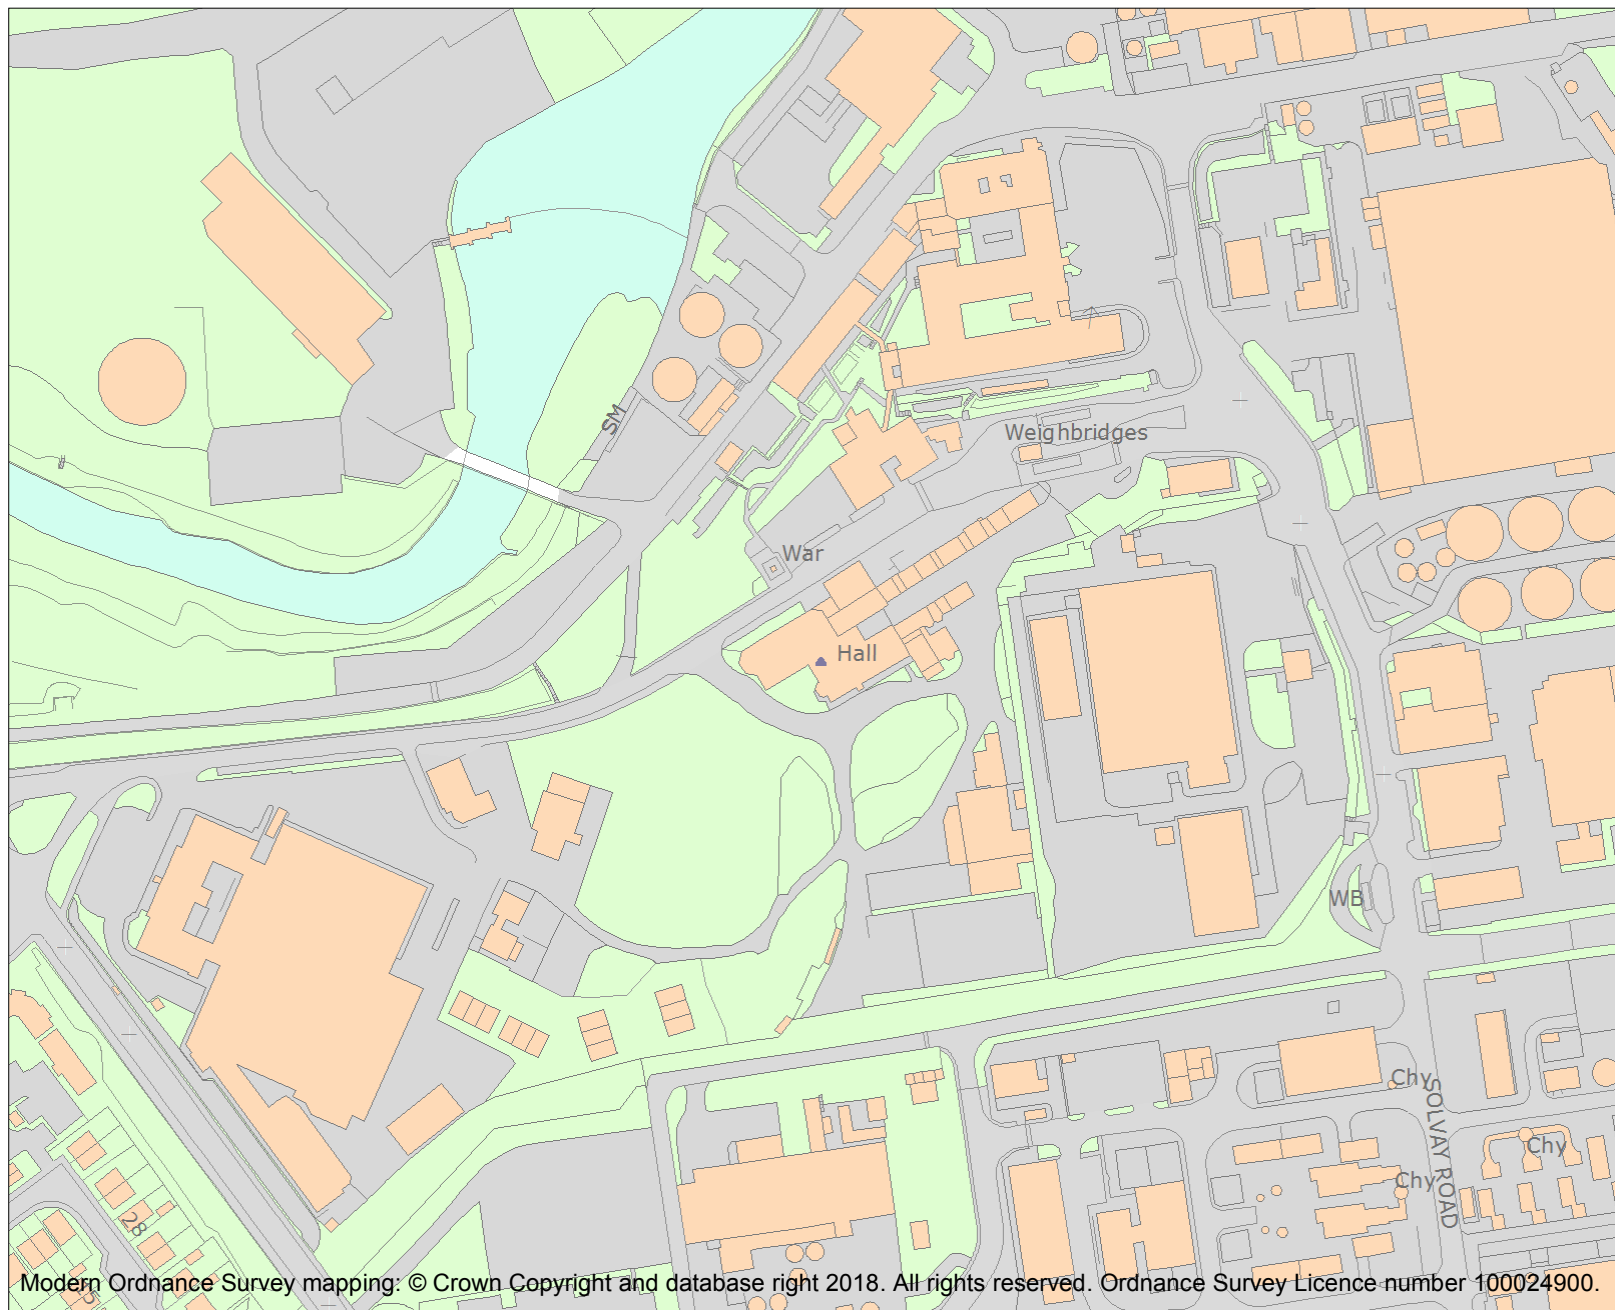 SM
Weighbridges
War
Hall
WB
Chy
SOLVAY ROAD
Chy
Chy
28
Modern Ordnance Survey mapping: © Crown Copyright and database right 2018. All rights reserved. Ordnance Survey Licence number 100024900.